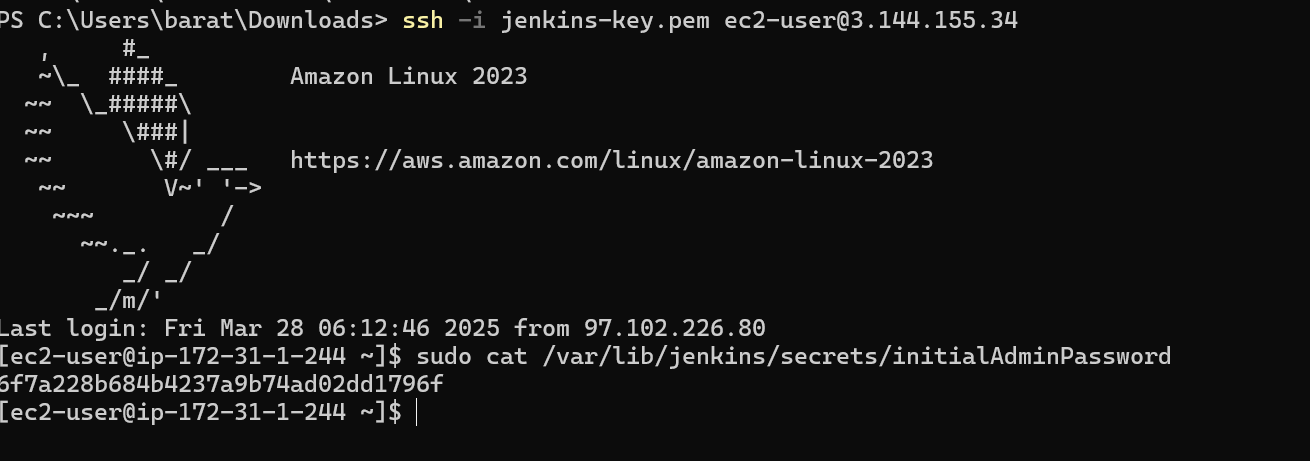 PS C:\Users\barat\Downloads> ssh -i jenkins-key.pem ec2-user@3.144.155.34
   ,     #_
   ~\_  ####_        Amazon Linux 2023
  ~~  \_#####\
  ~~     \###|
  ~~       \#/ ___   https://aws.amazon.com/linux/amazon-linux-2023
   ~~       V~' '->
    ~~~         /
      ~~._.   _/
         _/ _/
       _/m/'
Last login: Fri Mar 28 06:12:46 2025 from 97.102.226.80
[ec2-user@ip-172-31-1-244 ~]$ sudo cat /var/lib/jenkins/secrets/initialAdminPassword
6f7a228b684b4237a9b74ad02dd1796f
[ec2-user@ip-172-31-1-244 ~]$